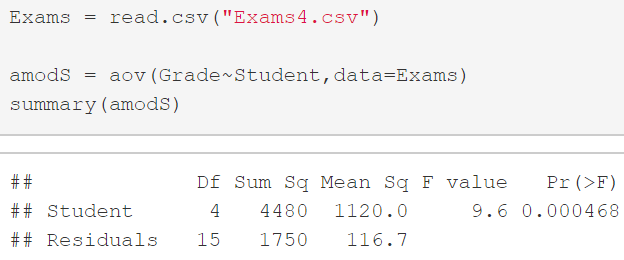 Exams = read.csv("Exams4.csv")
amodS = aov(Grade~Student,data=Exams)
summary(amodS)
## Df Sum Sq Mean Sq F value Pr(>F)
## Student 4 4480 1120.0 9.6 0.000468
## Residuals 15 1750 116.7